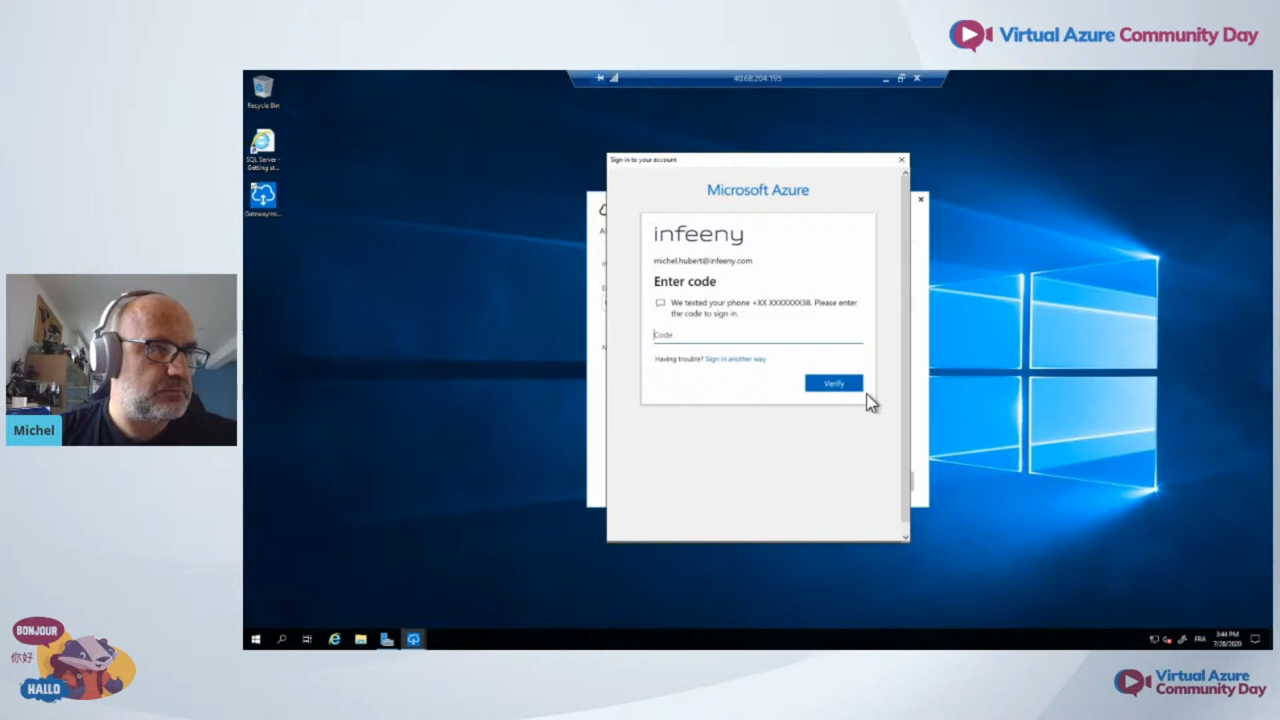 Virtual Azure Community Day
Recycle Bin
40.68.204.195
SQL Server -
Getting st...
GatewayIns...
Sign in to your account
Microsoft Azure
infeeny
michel.hubert@infeeny.com
Enter code
We texted your phone +XX XXXXXXX38. Please enter
the code to sign in.
Code
Having trouble? Sign in another way
Verify
Michel
BONJOUR
你好
HALLO
FRA
3:44 PM
7/28/2020
Virtual Azure
Community Day